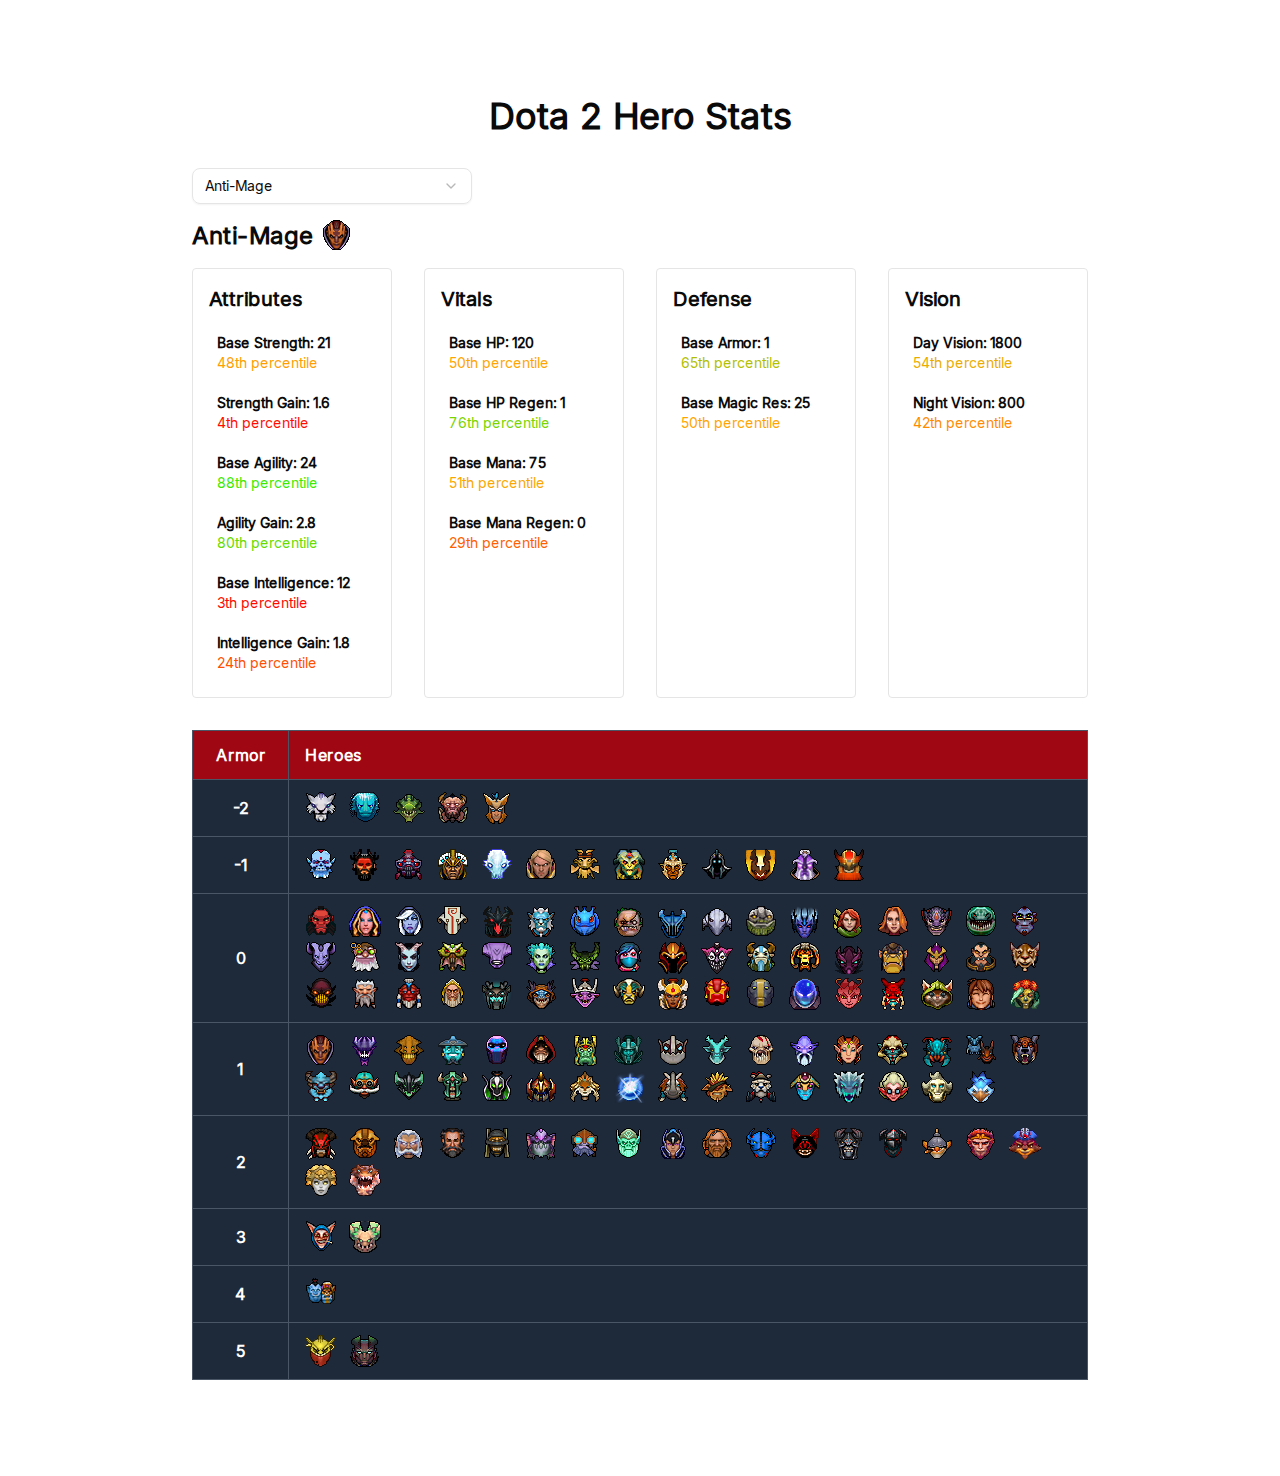 Dota 2 Hero Stats
Anti-Mage
Anti-Mage
Attributes
Base Strength: 21
48th percentile
Strength Gain: 1.6
4th percentile
Base Agility: 24
88th percentile
Agility Gain: 2.8
80th percentile
Base Intelligence: 12
3th percentile
Intelligence Gain: 1.8
24th percentile
Vitals
Base HP: 120
50th percentile
Base HP Regen: 1
76th percentile
Base Mana: 75
51th percentile
Base Mana Regen: 0
29th percentile
Defense
Base Armor: 1
65th percentile
Base Magic Res: 25
50th percentile
Vision
Day Vision: 1800
54th percentile
Night Vision: 800
42th percentile
Armor Heroes
-2
-1
0
1
2
3
4
5